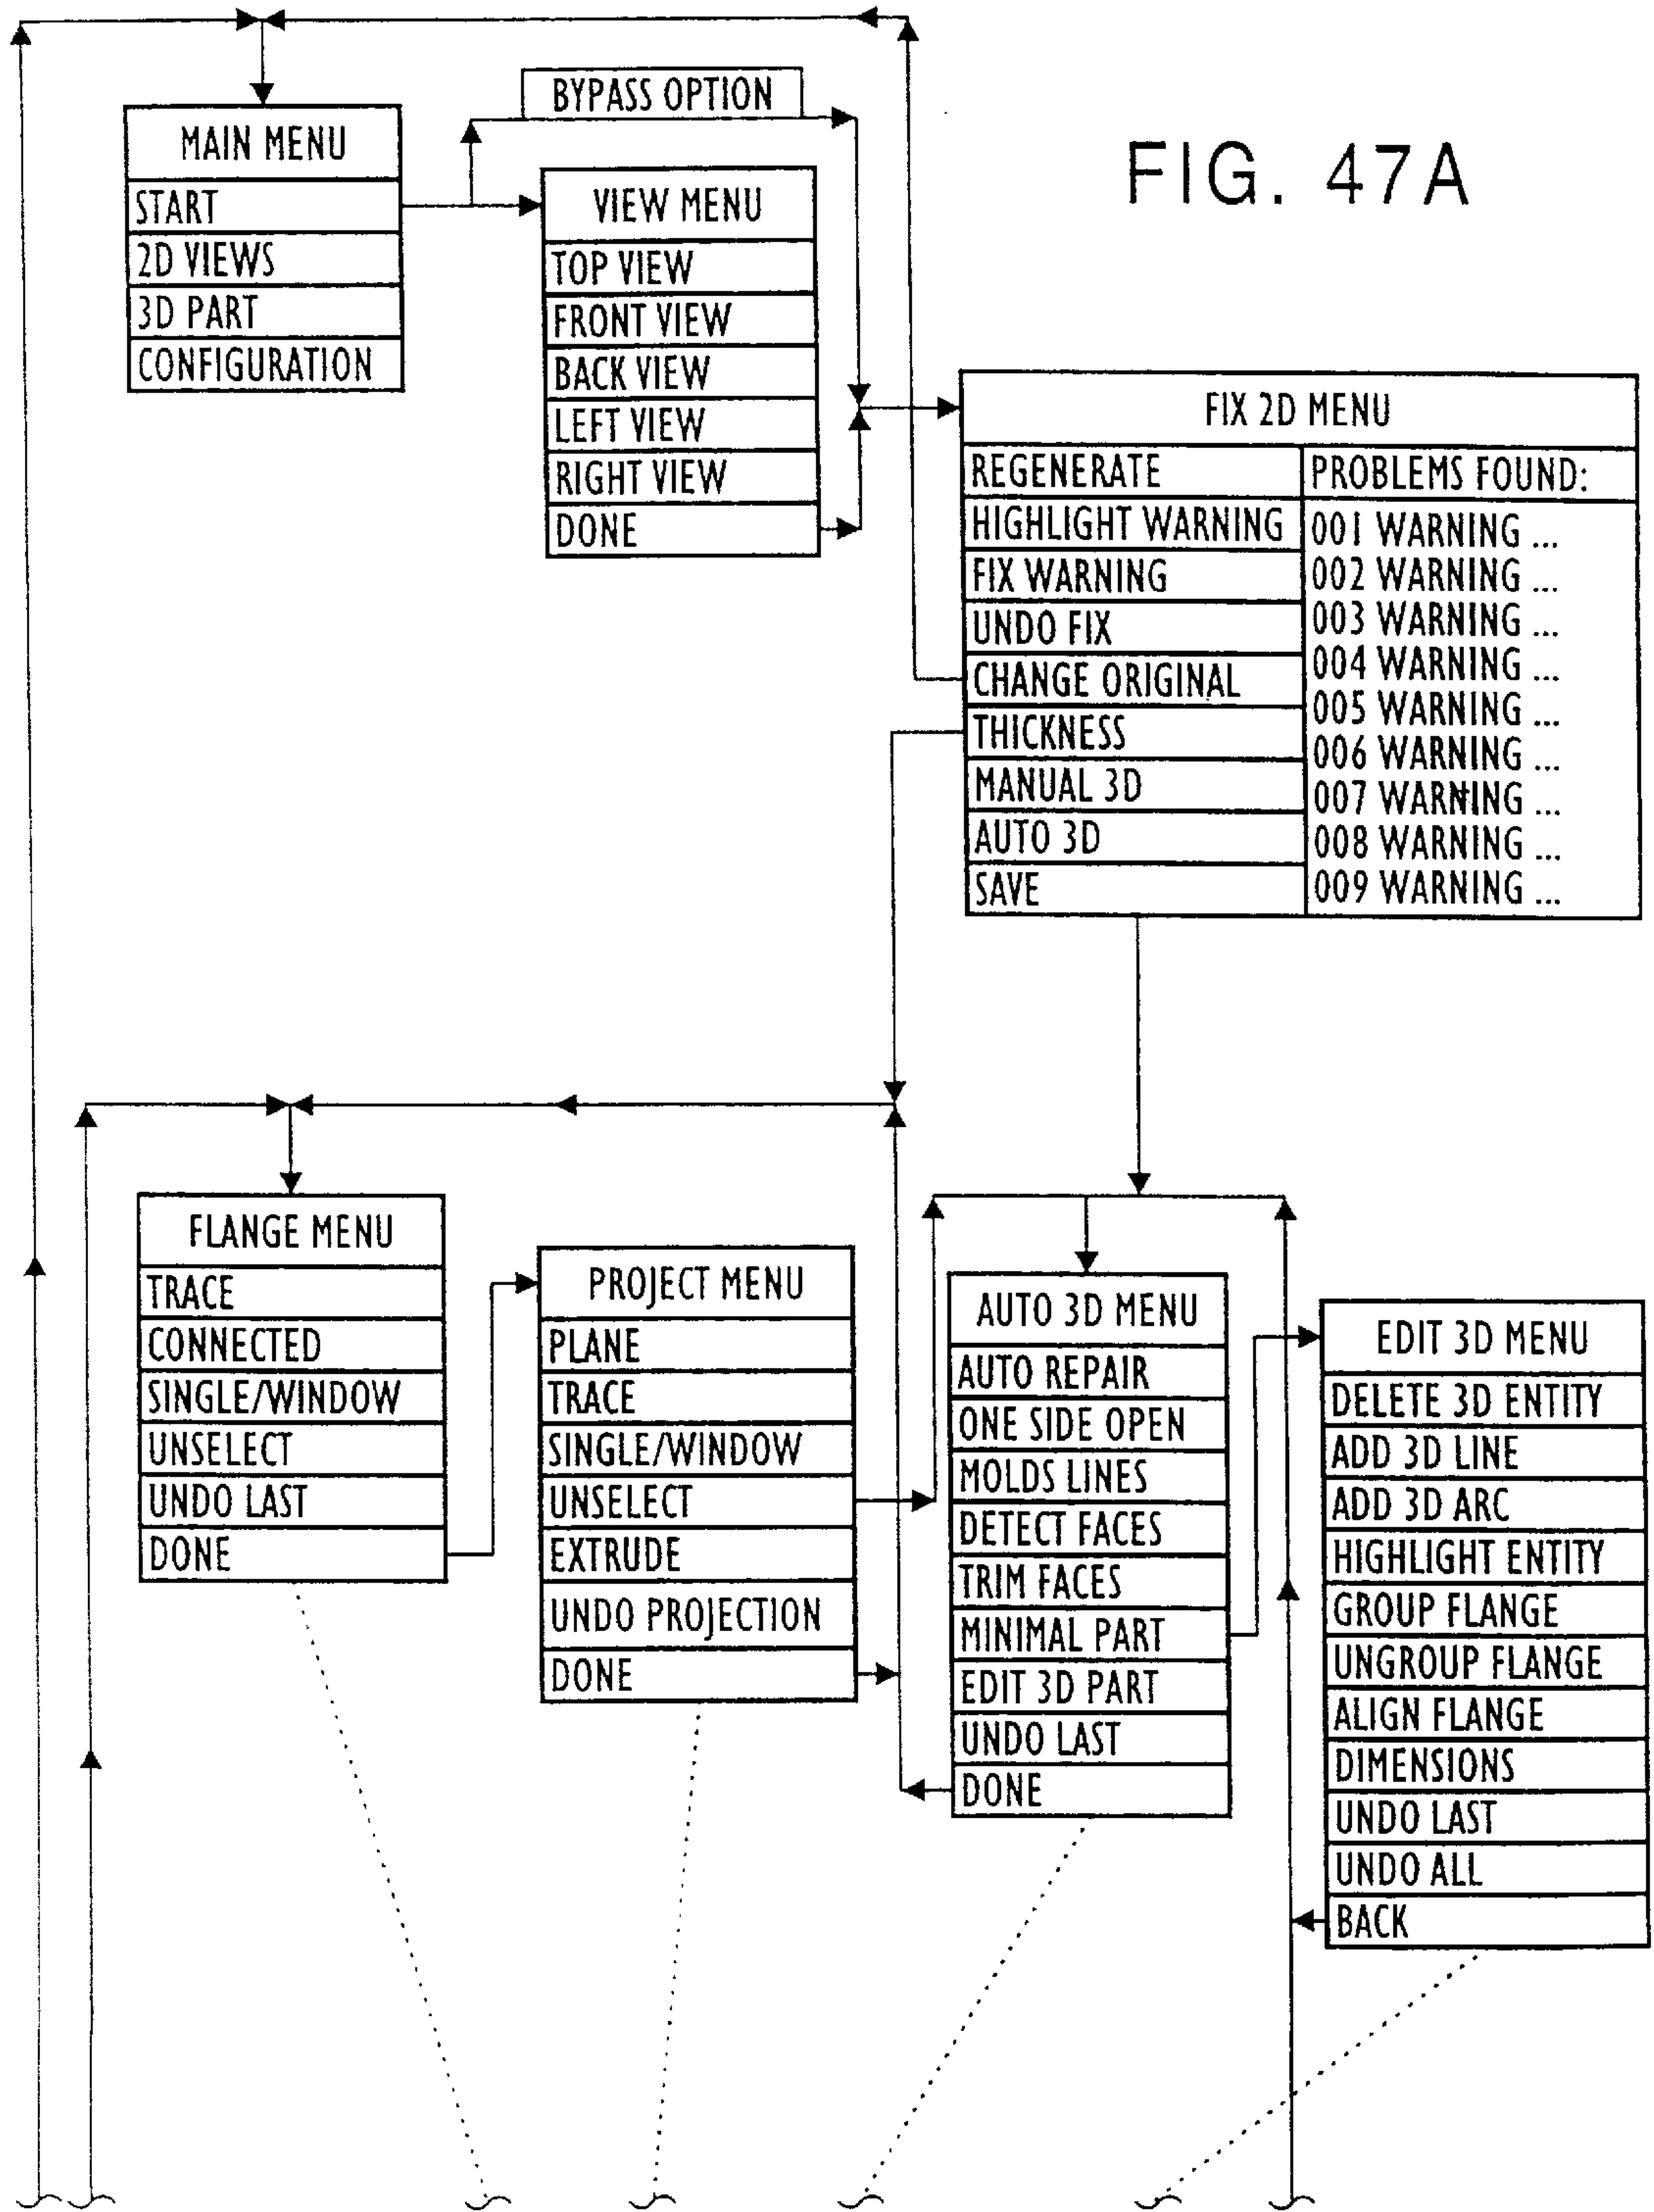 FIG. 47A
BYPASS OPTION
MAIN MENU
START
2D VIEWS
3D PART
CONFIGURATION
VIEW MENU
TOP VIEW
FRONT VIEW
BACK VIEW
LEFT VIEW
RIGHT VIEW
DONE
FIX 2D MENU
REGENERATE
HIGHLIGHT WARNING
FIX WARNING
UNDO FIX
CHANGE ORIGINAL
THICKNESS
MANUAL 3D
AUTO 3D
SAVE
PROBLEMS FOUND:
001 WARNING ...
002 WARNING ...
003 WARNING ...
004 WARNING ...
005 WARNING ...
006 WARNING ...
007 WARNING ...
008 WARNING ...
009 WARNING ...
FLANGE MENU
TRACE
CONNECTED
SINGLE/WINDOW
UNSELECT
UNDO LAST
DONE
PROJECT MENU
PLANE
TRACE
SINGLE/WINDOW
UNSELECT
EXTRUDE
UNDO PROJECTION
DONE
AUTO 3D MENU
AUTO REPAIR
ONE SIDE OPEN
MOLDS LINES
DETECT FACES
TRIM FACES
MINIMAL PART
EDIT 3D PART
UNDO LAST
DONE
EDIT 3D MENU
DELETE 3D ENTITY
ADD 3D LINE
ADD 3D ARC
HIGHLIGHT ENTITY
GROUP FLANGE
UNGROUP FLANGE
ALIGN FLANGE
DIMENSIONS
UNDO LAST
UNDO ALL
BACK